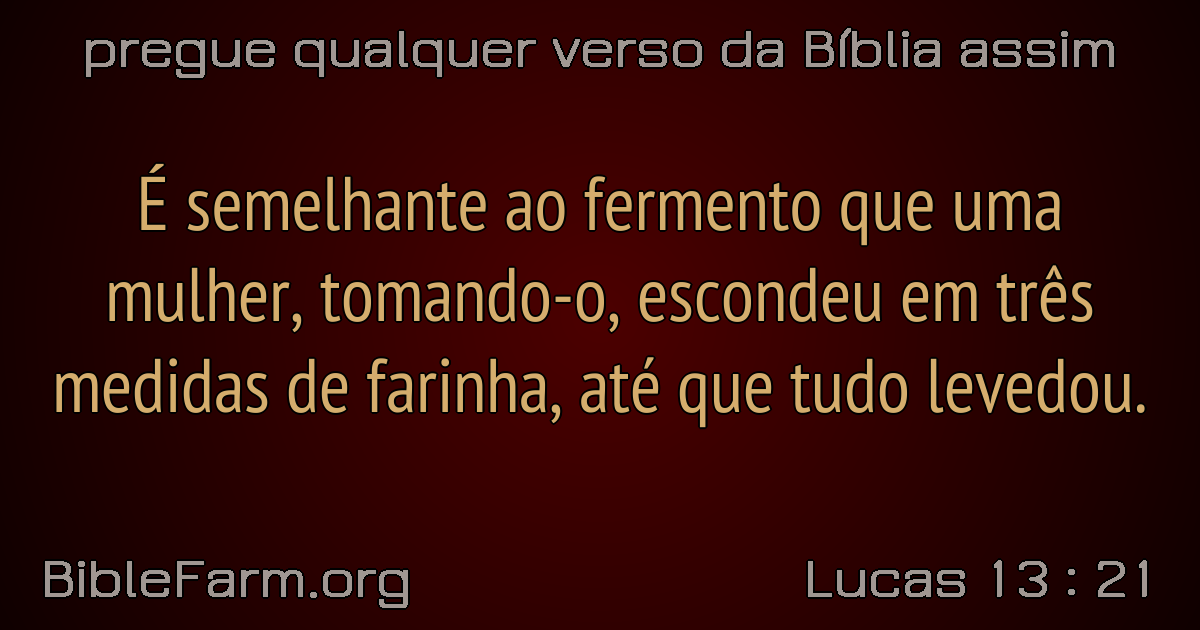 pregue qualquer verso da Bíblia assim
É semelhante ao fermento que uma
mulher, tomando-o, escondeu em três
medidas de farinha, até que tudo levedou.
BibleFarm.org
Lucas 13 : 21